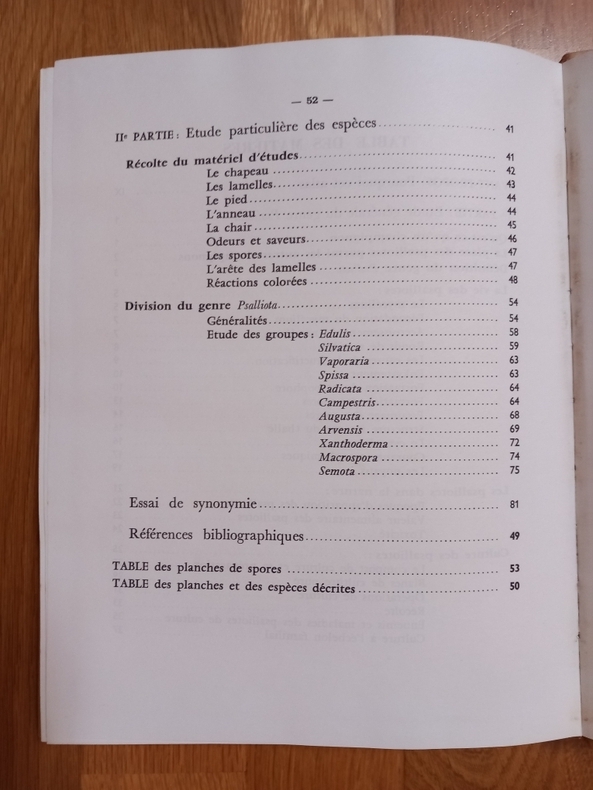 — 52 —
IIe PARTIE : Etude particulière des espèces .......... 41
Récolte du matériel d'études .......... 41
Le chapeau .......... 42
Les lamelles .......... 43
Le pied .......... 44
L'anneau .......... 44
La chair .......... 45
Odeurs et saveurs .......... 46
Les spores .......... 47
L'arête des lamelles .......... 47
Réactions colorées .......... 48
Division du genre Psalliota .......... 54
Généralités .......... 54
Etude des groupes : Edulis .......... 58
Silvatica .......... 59
Vaporaria .......... 63
Spissa .......... 63
Radicata .......... 64
Campestris .......... 64
Augusta .......... 68
Arvensis .......... 69
Xanthoderma .......... 72
Macrospora .......... 74
Semota .......... 75
Essai de synonymie .......... 81
Références bibliographiques .......... 49
TABLE des planches de spores .......... 53
TABLE des planches et des espèces décrites .......... 50